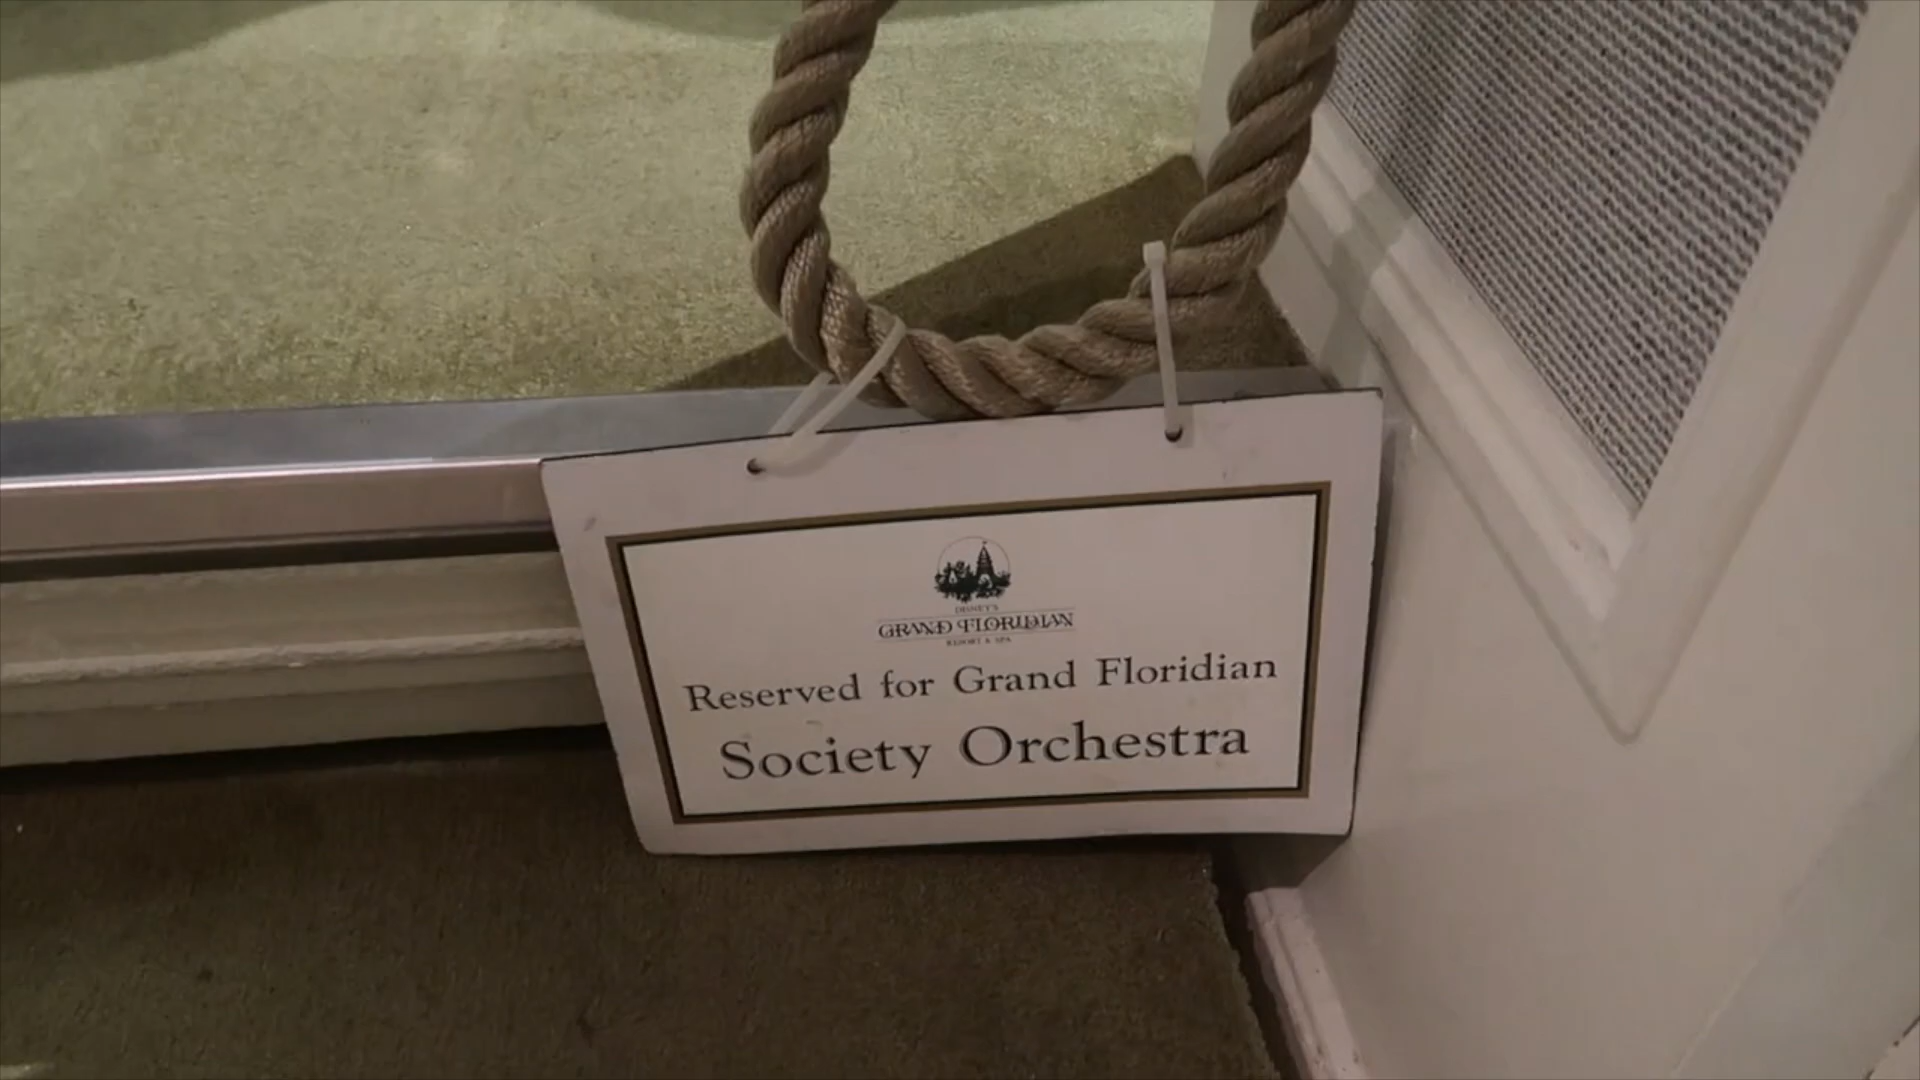 DISNEY'S
GRAND FLORIDIAN
RESORT & SPA
Reserved for Grand Floridian
Society Orchestra